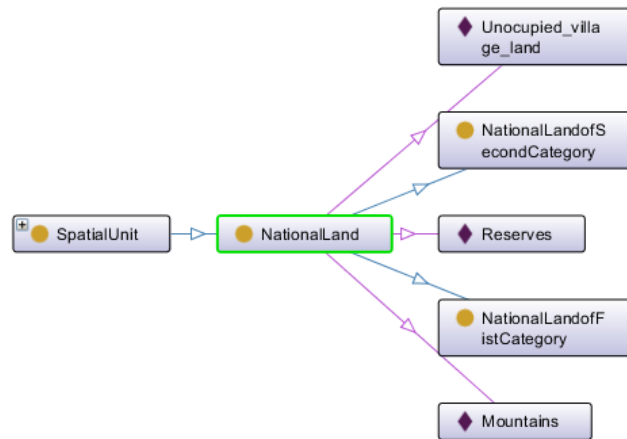 Unocupied_villa
ge_land
NationalLandofS
econdCategory
SpatialUnit
NationalLand
Reserves
NationalLandofF
istCategory
Mountains